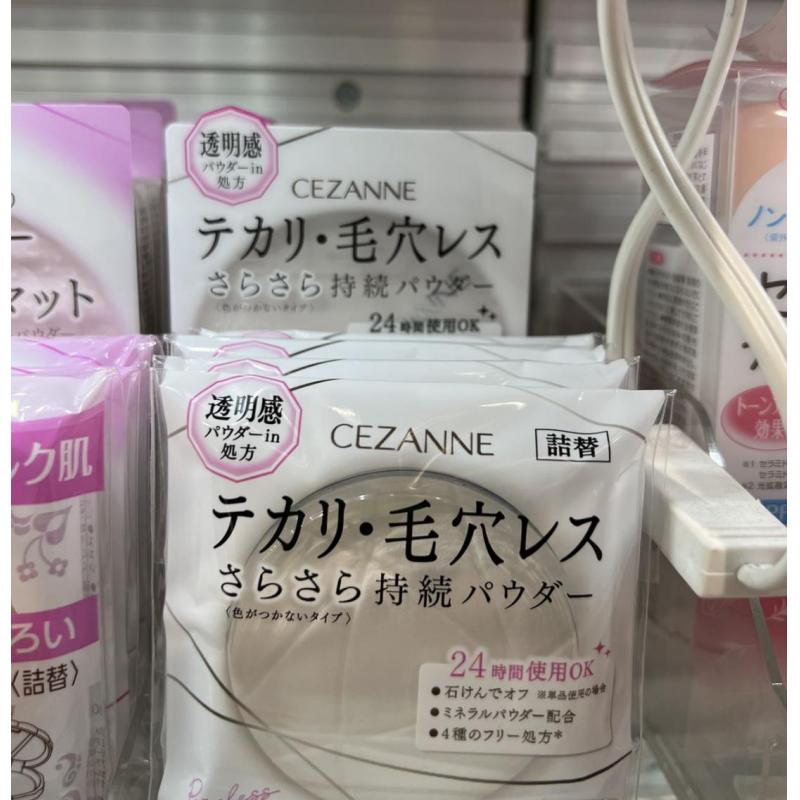 透明感
パウダーin
処方
CEZANNE
テカリ・毛穴レス
さらさら持続パウダー
〈色がつかないタイプ〉
24時間使用OK
ー
マット
パウダー
透明感
パウダーin
処方
CEZANNE
詰替
テカリ・毛穴レス
さらさら持続パウダー
〈色がつかないタイプ〉
24時間使用OK
●石けんでオフ ※単品使用の場合
●ミネラルパウダー配合
●4種のフリー処方*
ルク肌
ろい
〈詰替〉
ノン
トーン
効果